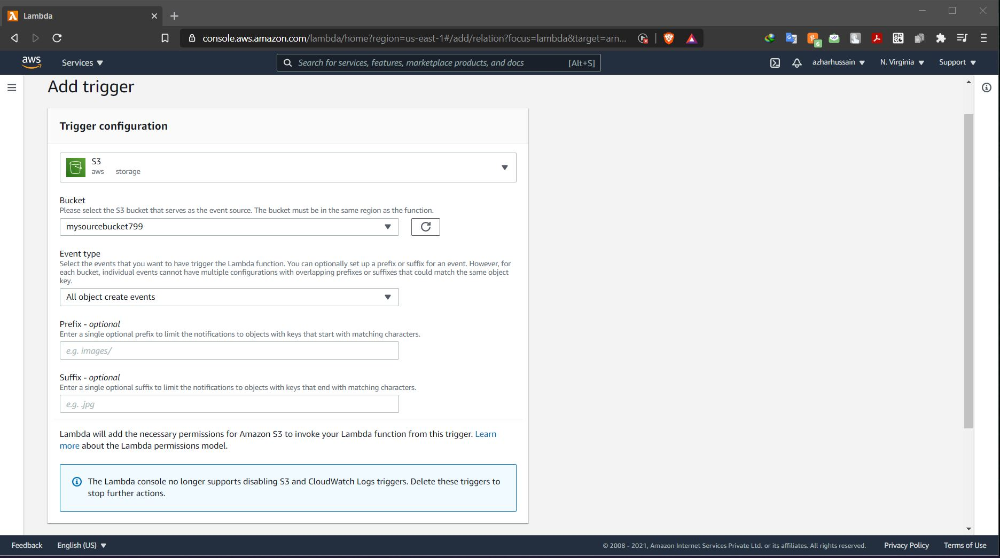 Lambda
console.aws.amazon.com/lambda/home?region=us-east-1#/add/relation?focus=lambda&target=arn...
6
aws
Services
Search for services, features, marketplace products, and docs [Alt+S]
azharhussain
N. Virginia
Support
Add trigger
Trigger configuration
S3
aws storage
Bucket
Please select the S3 bucket that serves as the event source. The bucket must be in the same region as the function.
mysourcebucket799
Event type
Select the events that you want to have trigger the Lambda function. You can optionally set up a prefix or suffix for an event. However, for
each bucket, individual events cannot have multiple configurations with overlapping prefixes or suffixes that could match the same object
key.
All object create events
Prefix - optional
Enter a single optional prefix to limit the notifications to objects with keys that start with matching characters.
e.g. images/
Suffix - optional
Enter a single optional suffix to limit the notifications to objects with keys that end with matching characters.
e.g. .jpg
Lambda will add the necessary permissions for Amazon S3 to invoke your Lambda function from this trigger. Learn
more about the Lambda permissions model.
The Lambda console no longer supports disabling S3 and CloudWatch Logs triggers. Delete these triggers to
stop further actions.
Feedback
English (US)
© 2008 - 2021, Amazon Internet Services Private Ltd. or its affiliates. All rights reserved.
Privacy Policy
Terms of Use